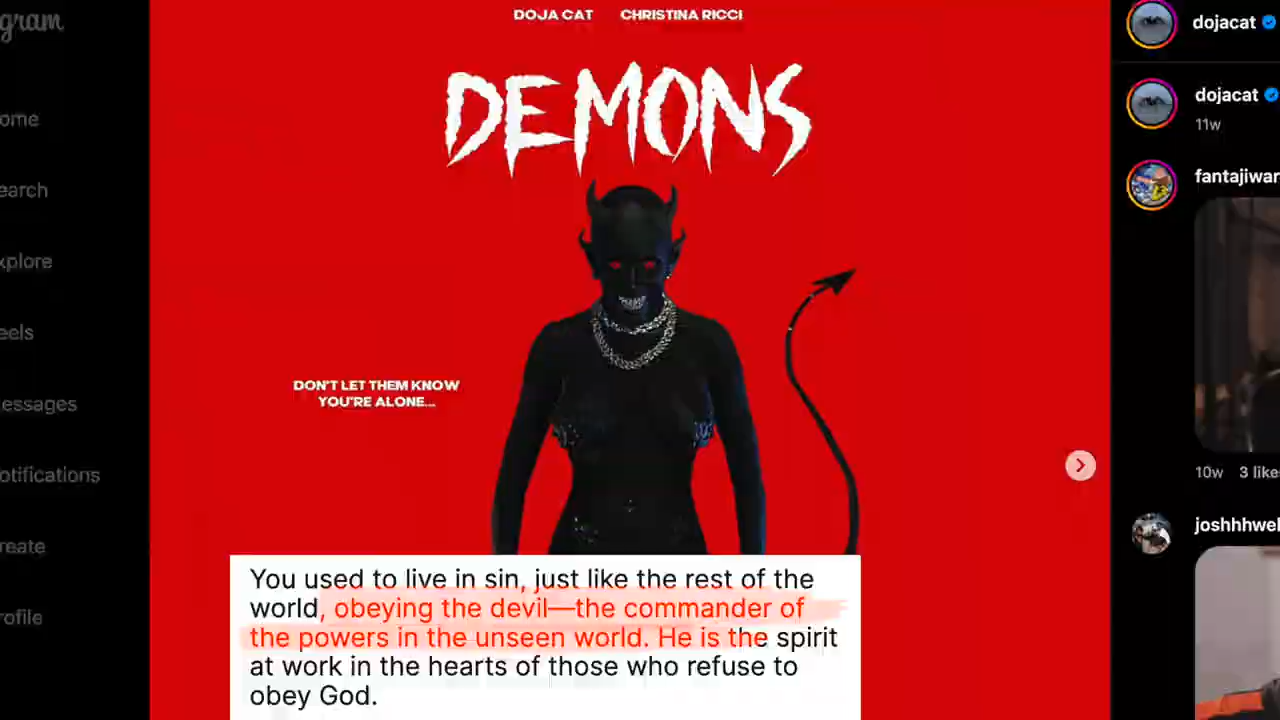 gram
ome
earch
xplore
eels
essages
otifications
reate
rofile
DOJA CAT CHRISTINA RICCI
DEMONS
DON'T LET THEM KNOW
YOU'RE ALONE...
You used to live in sin, just like the rest of the
world, obeying the devil—the commander of
the powers in the unseen world. He is the spirit
at work in the hearts of those who refuse to
obey God.
dojacat
dojacat
11w
fantajiwar
10w 3 like
joshhhwel